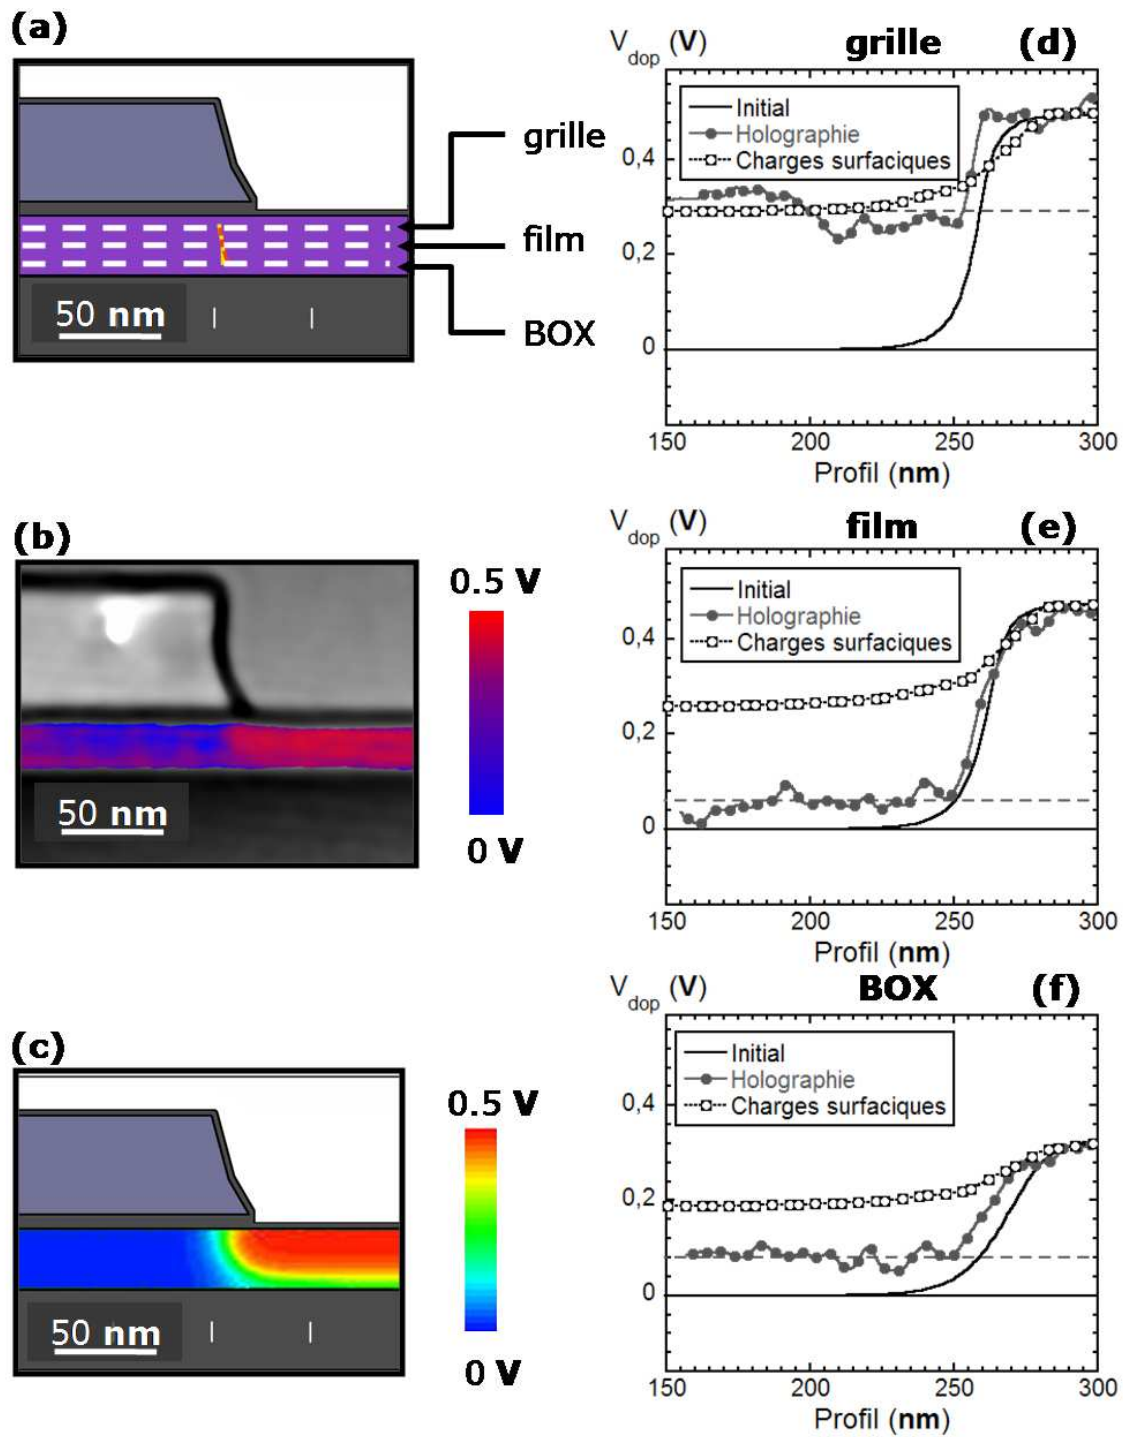 (a)
grille
film
BOX
50 nm
(b)
0.5 V
0 V
50 nm
(c)
0.5 V
0 V
50 nm
V_dop (V)
grille
(d)
Initial
Holographie
Charges surfaciques
0,4
0,2
0
150
200
250
300
Profil (nm)
V_dop (V)
film
(e)
Initial
Holographie
Charges surfaciques
0,4
0,2
0
150
200
250
300
Profil (nm)
V_dop (V)
BOX
(f)
Initial
Holographie
Charges surfaciques
0,4
0,2
0
150
200
250
300
Profil (nm)